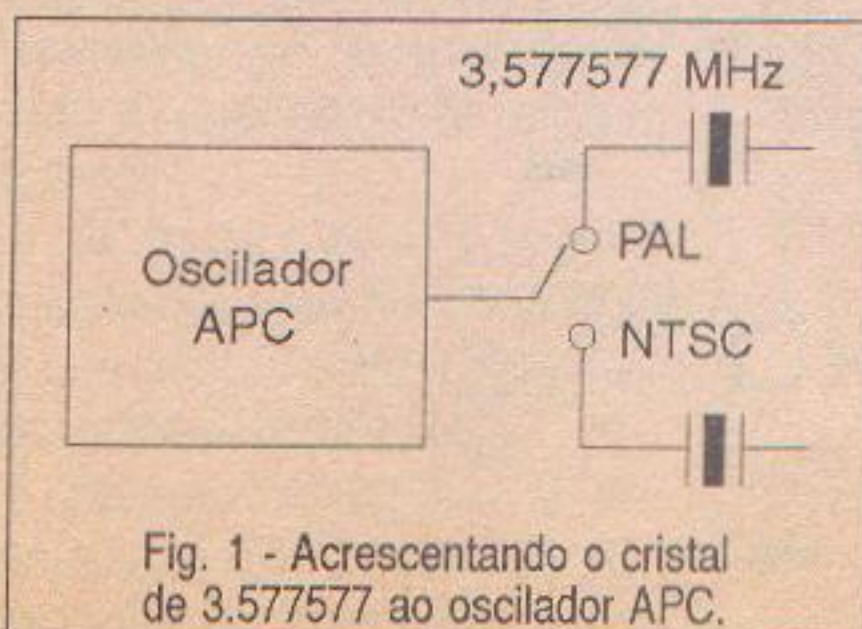 3,577577 MHz
Oscilador
APC
PAL
NTSC
Fig. 1 - Acrescentando o cristal
de 3.577577 ao oscilador APC.